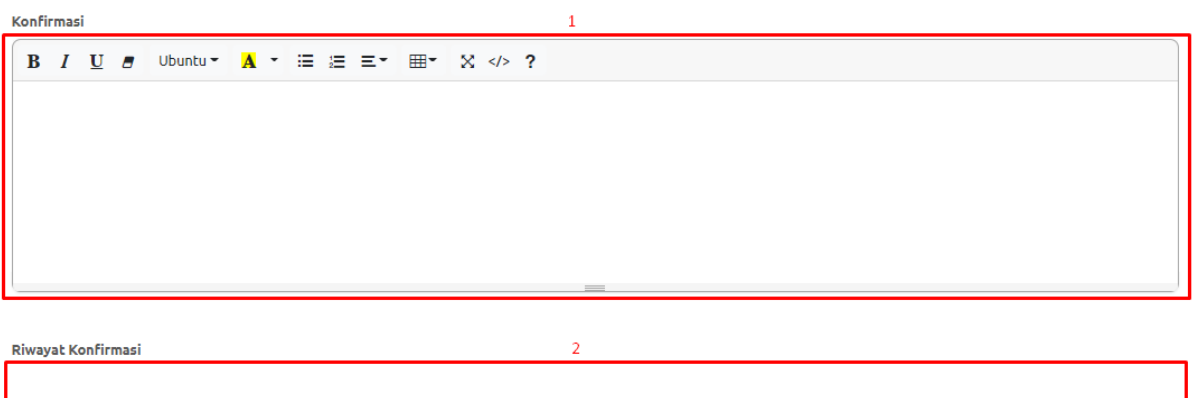 Konfirmasi 1
B I U Ubuntu A </> ?
Riwayat Konfirmasi 2